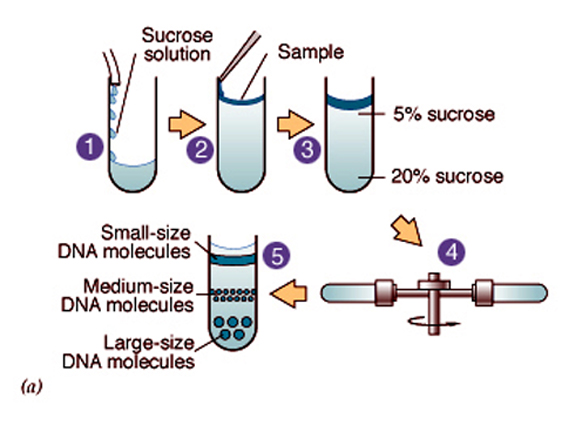 Sucrose
solution
Sample
1
2
3
5% sucrose
20% sucrose
4
5
Small-size
DNA molecules
Medium-size
DNA molecules
Large-size
DNA molecules
(a)